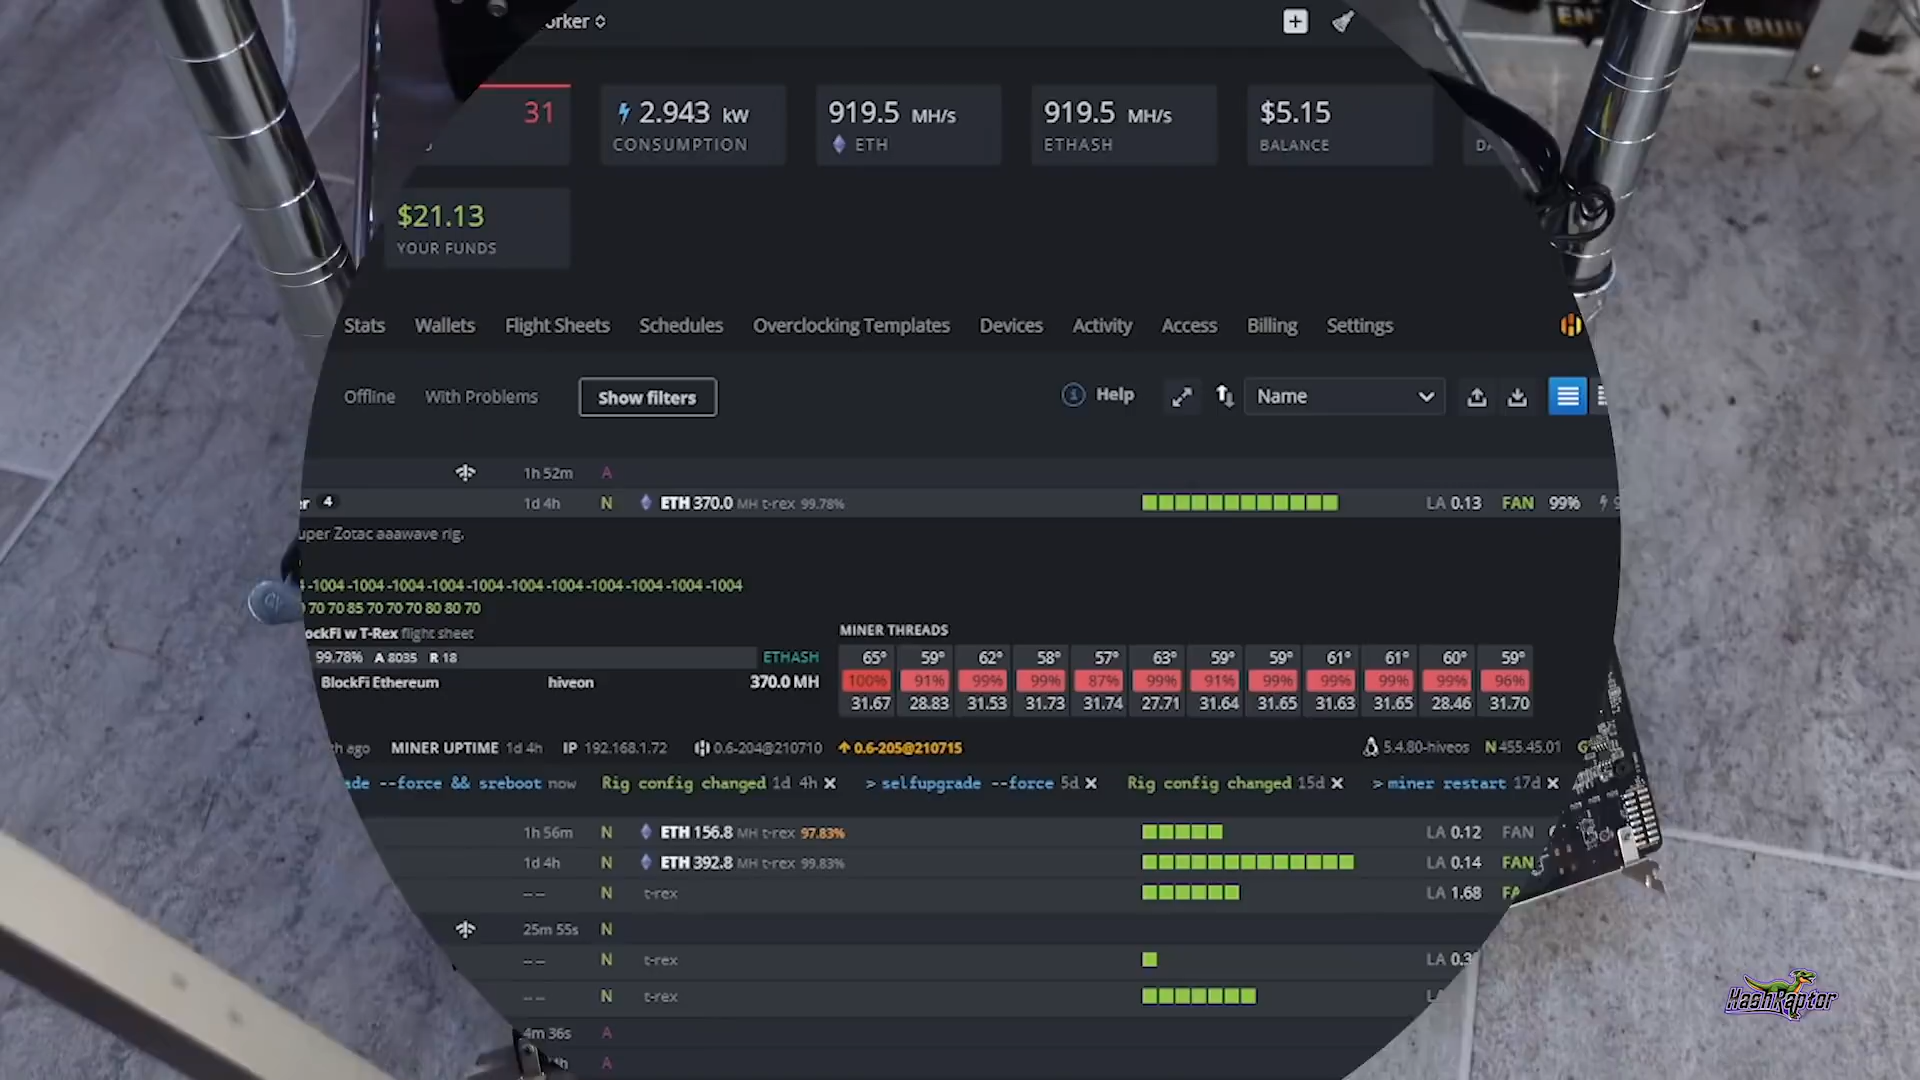 orker
31
2.943 kW
CONSUMPTION
919.5 MH/s
ETH
919.5 MH/s
ETHASH
$5.15
BALANCE
$21.13
YOUR FUNDS
Stats Wallets Flight Sheets Schedules Overclocking Templates Devices Activity Access Billing Settings
Offline With Problems Show filters Help Name
1h 52m A
er 4 1d 4h N ETH 370.0 MH t-rex 99.78% LA 0.13 FAN 99%
uper Zotac aaawave rig.
-1004 -1004 -1004 -1004 -1004 -1004 -1004 -1004 -1004 -1004 -1004
70 70 85 70 70 70 80 80 70
ockFi w T-Rex flight sheet
MINER THREADS
99.78% A 8035 R 18 ETHASH
65° 59° 62° 58° 57° 63° 59° 59° 61° 61° 60° 59°
BlockFi Ethereum hiveon 370.0 MH
100% 91% 99% 99% 87% 99% 91% 99% 99% 99% 99% 96%
31.67 28.83 31.53 31.73 31.74 27.71 31.64 31.65 31.63 31.65 28.46 31.70
th ago MINER UPTIME 1d 4h IP 192.168.1.72 0.6-204@210710 0.6-205@210715 5.4.80-hiveos N 455.45.01
ade --force && sreboot now Rig config changed 1d 4h > selfupgrade --force 5d Rig config changed 15d > miner restart 17d
1h 56m N ETH 156.8 MH t-rex 97.83% LA 0.12 FAN
1d 4h N ETH 392.8 MH t-rex 99.83% LA 0.14 FAN
-- N t-rex LA 1.68 FA
25m 55s N
-- N t-rex LA 0.3
-- N t-rex
4m 36s A
A
HashRaptor